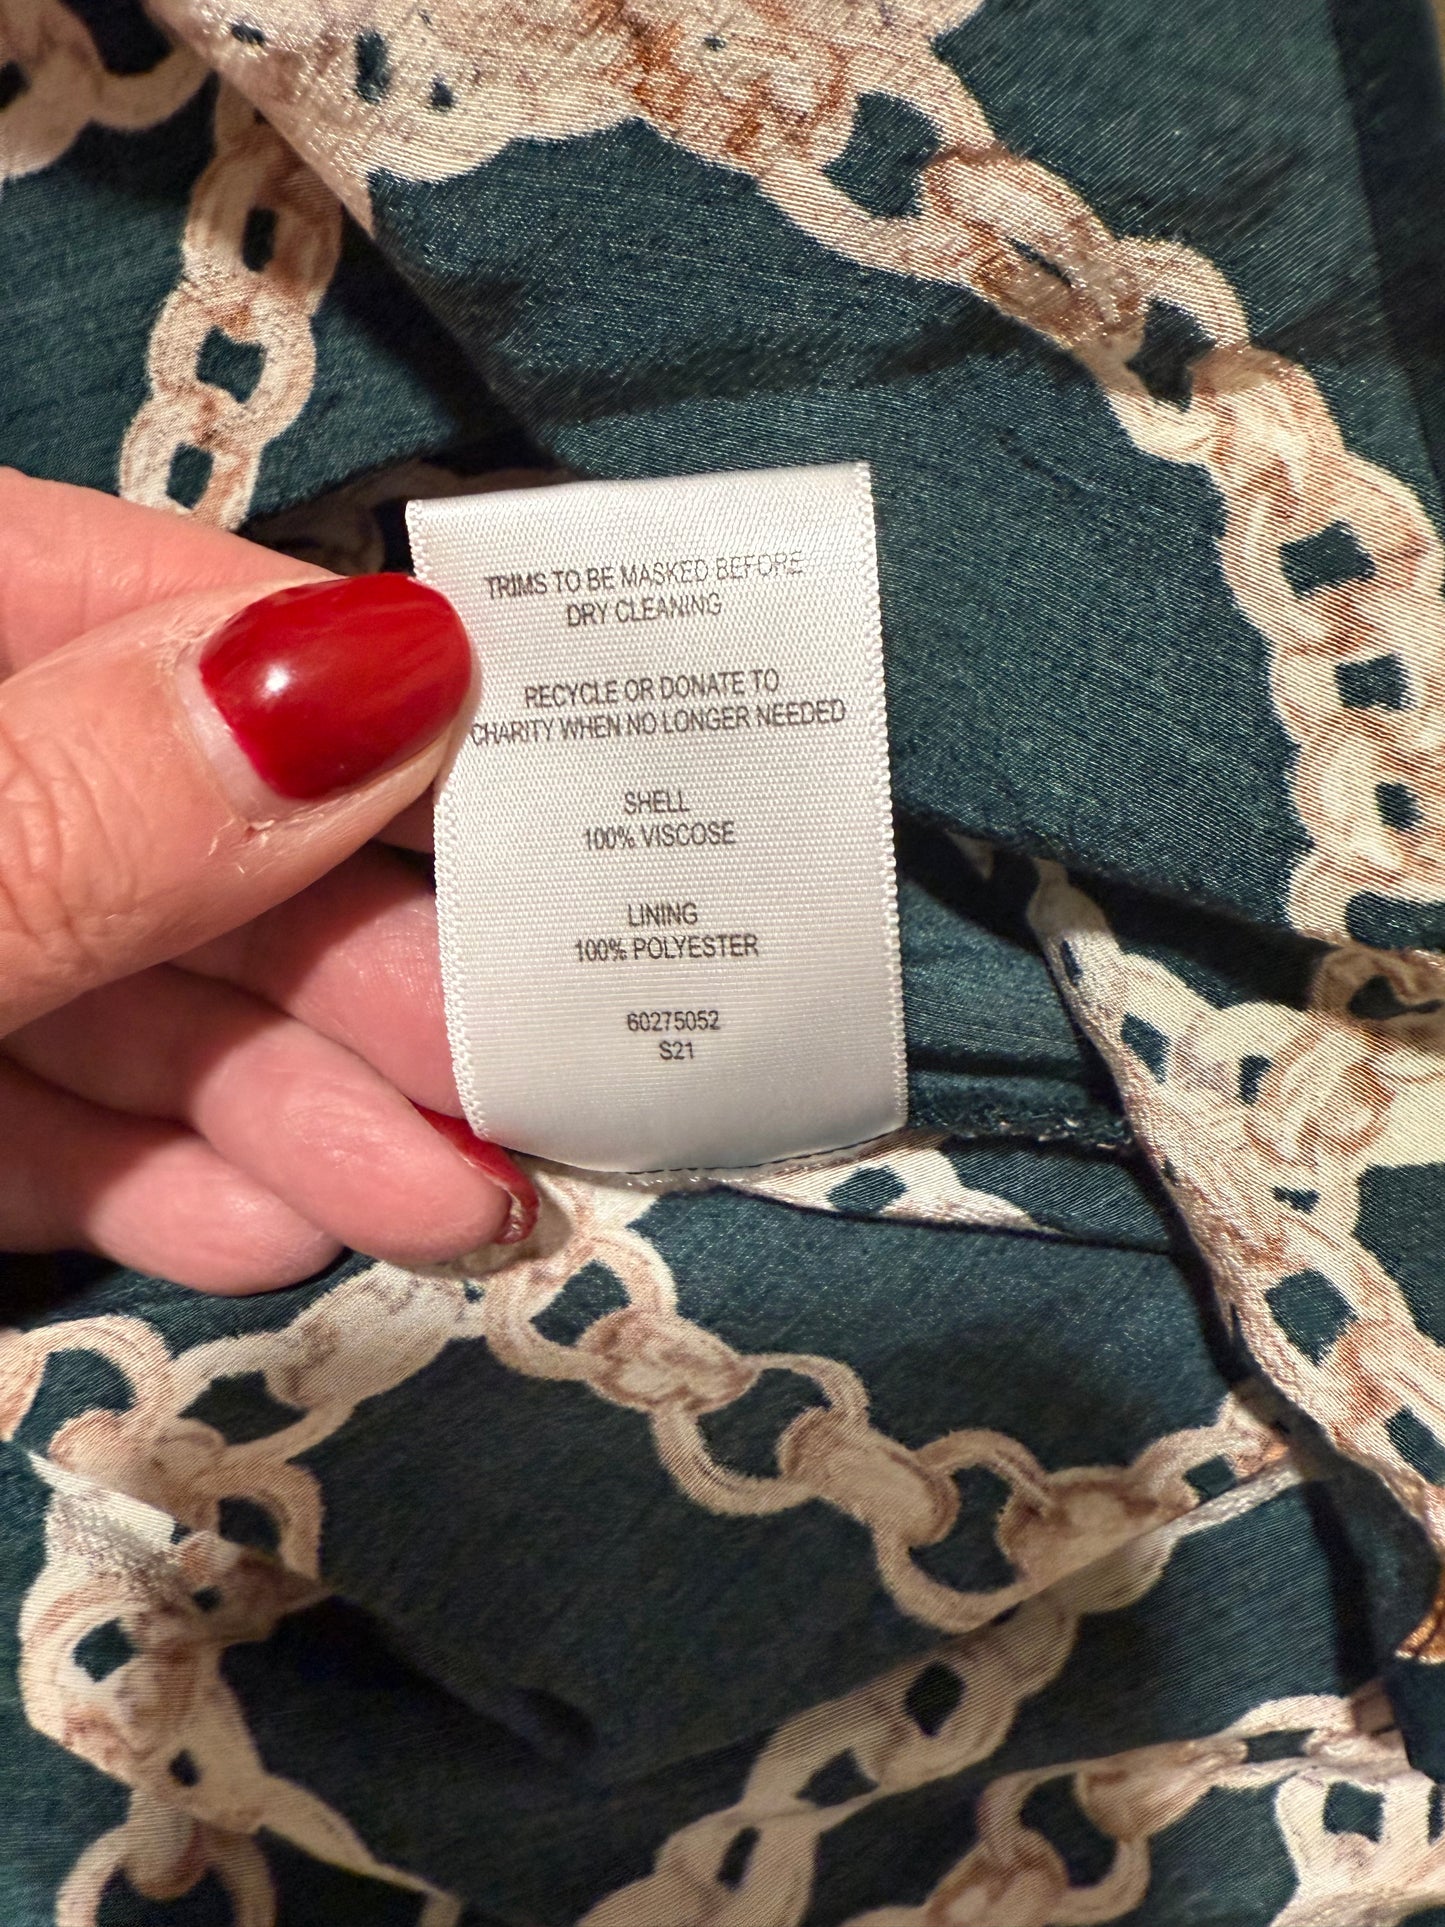 TRIMS TO BE MASKED BEFORE
DRY CLEANING
RECYCLE OR DONATE TO
CHARITY WHEN NO LONGER NEEDED
SHELL
100% VISCOSE
LINING
100% POLYESTER
60275052
S21